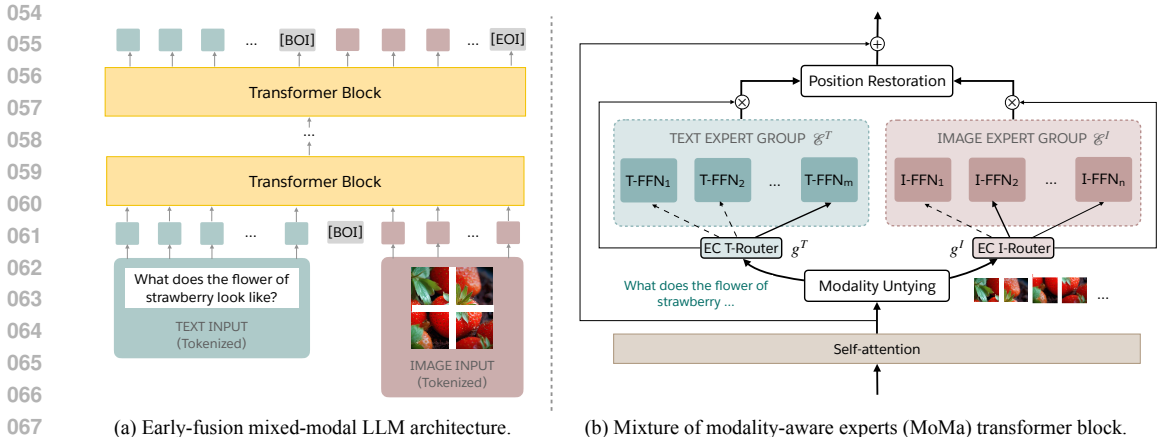 054
055
056
057
058
059
060
061
062
063
064
065
066
067
... [BOI] ... [EOI]
Transformer Block
...
Transformer Block
... [BOI] ...
What does the flower of
strawberry look like?
TEXT INPUT
(Tokenized)
IMAGE INPUT
(Tokenized)
(a) Early-fusion mixed-modal LLM architecture.
+
Position Restoration
× ×
TEXT EXPERT GROUP ℰᵀ
T-FFN₁ T-FFN₂ ... T-FFNₘ
IMAGE EXPERT GROUP ℰᴵ
I-FFN₁ I-FFN₂ ... I-FFNₙ
EC T-Router gᵀ
gᴵ EC I-Router
What does the flower of
strawberry ...
Modality Untying
...
Self-attention
(b) Mixture of modality-aware experts (MoMa) transformer block.